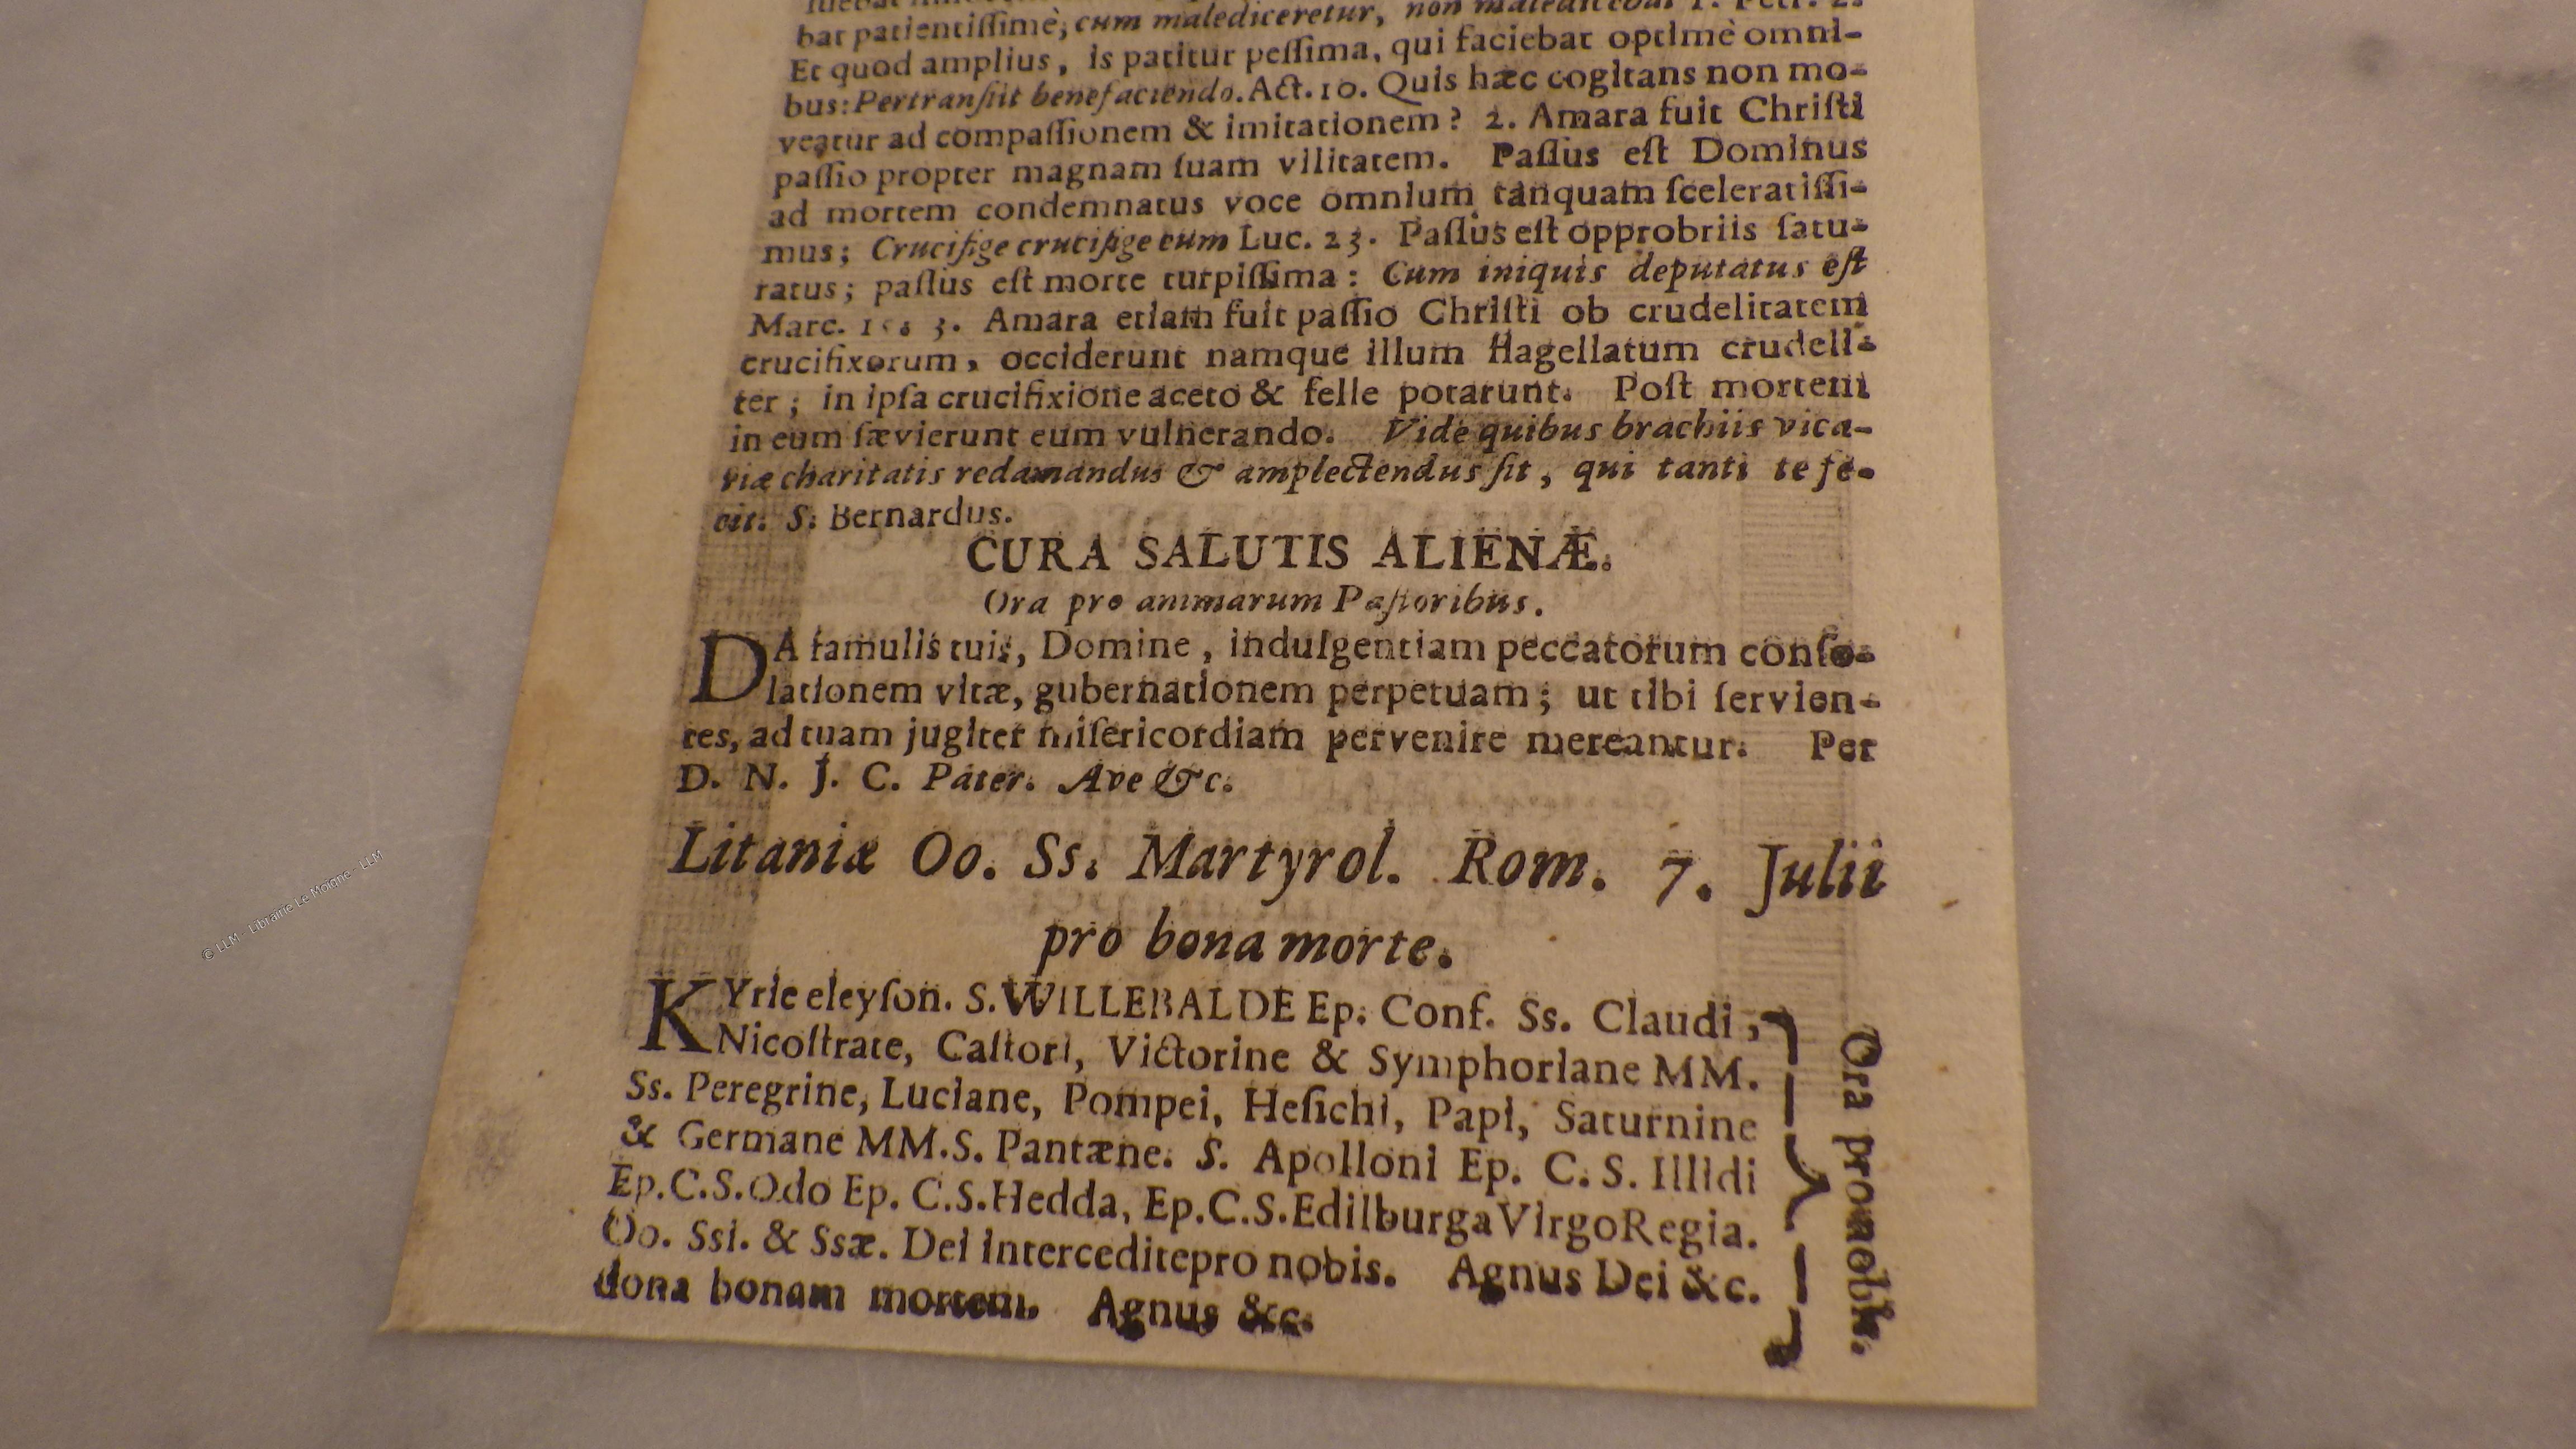 bat patientiſſimè; cum malediceretur, non maledicebat 1. Petr. 2.
Et quod amplius, is patitur peſſima, qui faciebat optimè omni-
bus: Pertranſiit benefaciendo. Act. 10. Quis hæc cogitans non mo-
veatur ad compaſſionem & imitationem? 2. Amara fuit Chriſti
paſſio propter magnam ſuam vilitatem. Paſſus eſt Dominus
ad mortem condemnatus voce omnium tanquam ſceleratiſſi-
mus; Crucifige crucifige eum Luc. 23. Paſſus eſt opprobriis ſatu-
ratus; paſſus eſt morte turpiſſima: Cum iniquis deputatus eſt
Marc. 15. 3. Amara etiam fuit paſſio Chriſti ob crudelitatem
crucifixorum, occiderunt namque illum flagellatum crudeli-
ter; in ipſa crucifixione aceto & felle potarunt. Poſt mortem
in eum ſævierunt eum vulnerando. Vide quibus brachiis vica-
riæ charitatis redamandus & amplectendus ſit, qui tanti te fe-
cit. S. Bernardus.
CURA SALUTIS ALIENÆ.
Ora pro animarum Paſtoribus.
DA famulis tuis, Domine, indulgentiam peccatorum conſo-
lationem vitæ, gubernationem perpetuam; ut tibi ſervien-
tes, ad tuam jugiter miſericordiam pervenire mereantur. Per
D. N. J. C. Pater. Ave &c.
Litaniæ Oo. Ss. Martyrol. Rom. 7. Julii
pro bona morte.
KYrie eleyſon. S. WILLEBALDE Ep. Conf. Ss. Claudi,
Nicoſtrate, Caſtori, Victorine & Symphoriane MM.
Ss. Peregrine, Luciane, Pompei, Heſichi, Papi, Saturnine
& Germane MM. S. Pantæne. S. Apolloni Ep. C. S. Illidi
Ep. C. S. Odo Ep. C. S. Hedda, Ep. C. S. Edilburga Virgo Regia.
Oo. Ssi. & Ssæ. Dei intercedite pro nobis. Agnus Dei &c.
dona bonam mortem. Agnus &c.
Ora pro nobis.
© LLM - Librairie Le Moigne - LLM